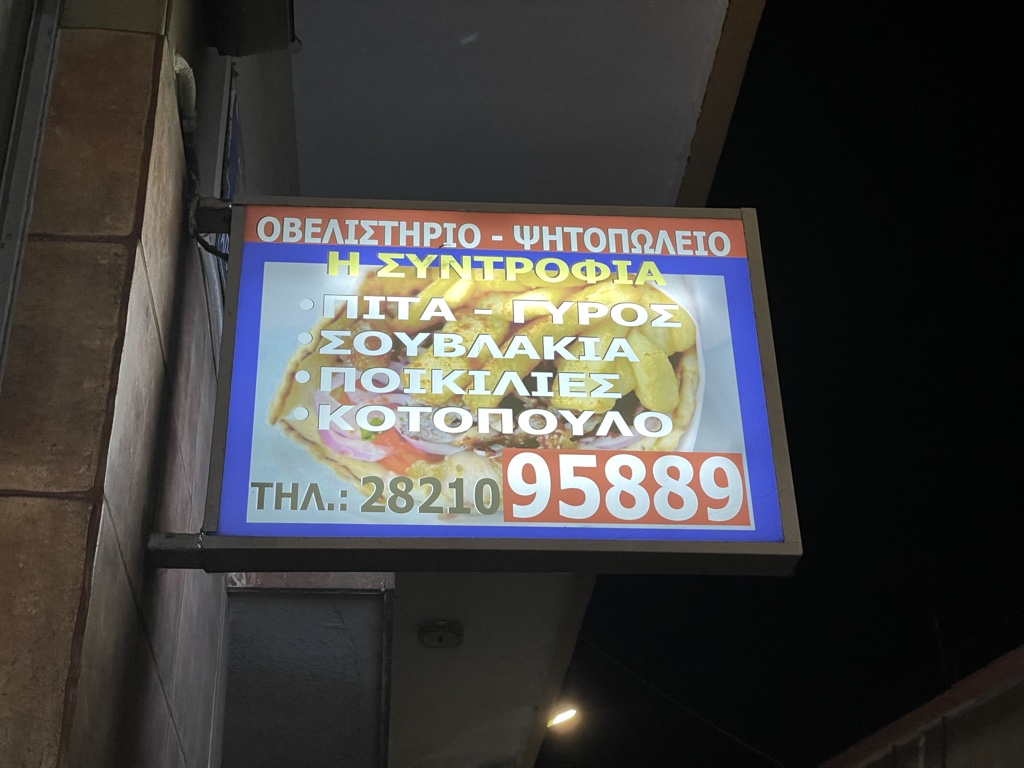 ΟΒΕΛΙΣΤΗΡΙΟ - ΨΗΤΟΠΩΛΕΙΟ
Η ΣΥΝΤΡΟΦΙΑ
• ΠΙΤΑ - ΓΥΡΟΣ
• ΣΟΥΒΛΑΚΙΑ
• ΠΟΙΚΙΛΙΕΣ
• ΚΟΤΟΠΟΥΛΟ
ΤΗΛ.: 28210 95889